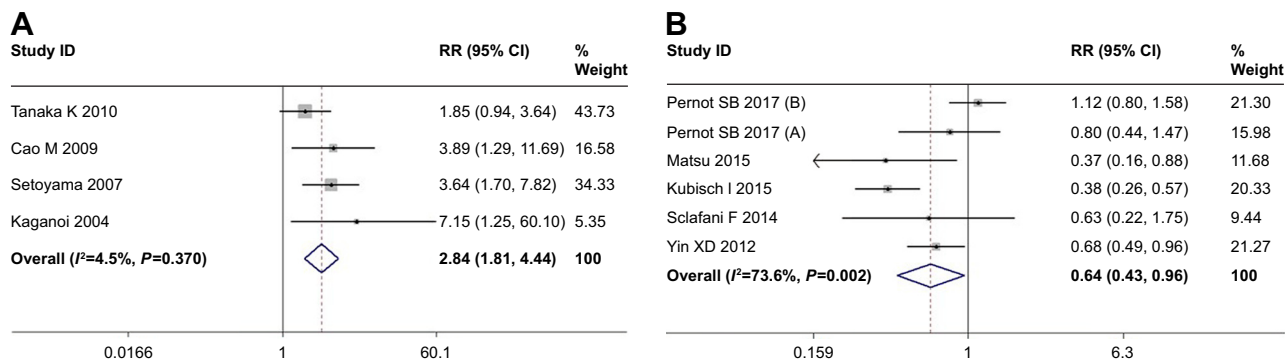 A
Study ID RR (95% CI) %
Weight
Tanaka K 2010 1.85 (0.94, 3.64) 43.73
Cao M 2009 3.89 (1.29, 11.69) 16.58
Setoyama 2007 3.64 (1.70, 7.82) 34.33
Kaganoi 2004 7.15 (1.25, 60.10) 5.35
Overall (I²=4.5%, P=0.370) 2.84 (1.81, 4.44) 100
0.0166 1 60.1
B
Study ID RR (95% CI) %
Weight
Pernot SB 2017 (B) 1.12 (0.80, 1.58) 21.30
Pernot SB 2017 (A) 0.80 (0.44, 1.47) 15.98
Matsu 2015 0.37 (0.16, 0.88) 11.68
Kubisch I 2015 0.38 (0.26, 0.57) 20.33
Sclafani F 2014 0.63 (0.22, 1.75) 9.44
Yin XD 2012 0.68 (0.49, 0.96) 21.27
Overall (I²=73.6%, P=0.002) 0.64 (0.43, 0.96) 100
0.159 1 6.3